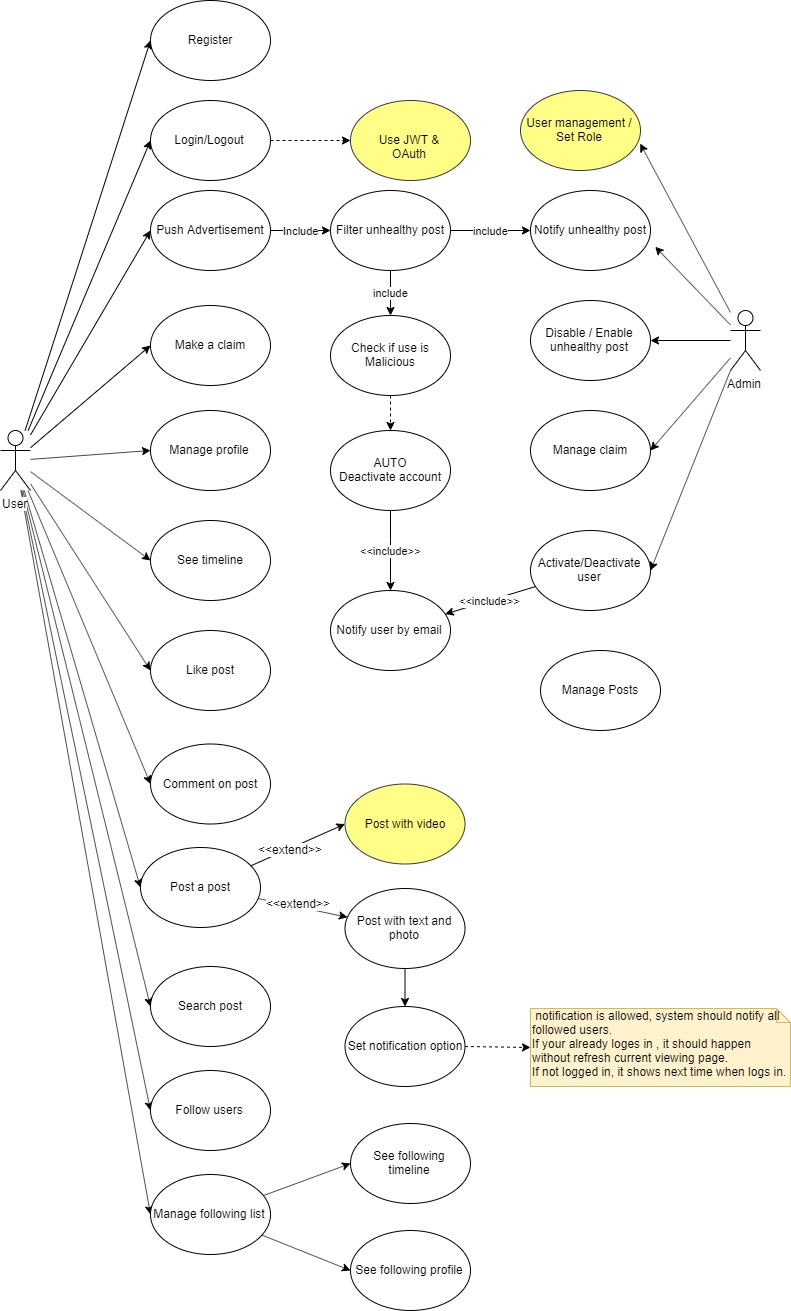 Register
Login/Logout
Use JWT &
OAuth
User management /
Set Role
Push Advertisement
Include
Filter unhealthy post
include
Notify unhealthy post
include
Make a claim
Check if use is
Malicious
Disable / Enable
unhealthy post
Admin
User
Manage profile
AUTO
Deactivate account
Manage claim
<<include>>
See timeline
Activate/Deactivate
user
<<include>>
Notify user by email
Like post
Manage Posts
Comment on post
Post with video
<<extend>>
Post a post
<<extend>>
Post with text and
photo
Search post
Set notification option
notification is allowed, system should notify all
followed users.
If your already loges in , it should happen
without refresh current viewing page.
If not logged in, it shows next time when logs in.
Follow users
See following
timeline
Manage following list
See following profile